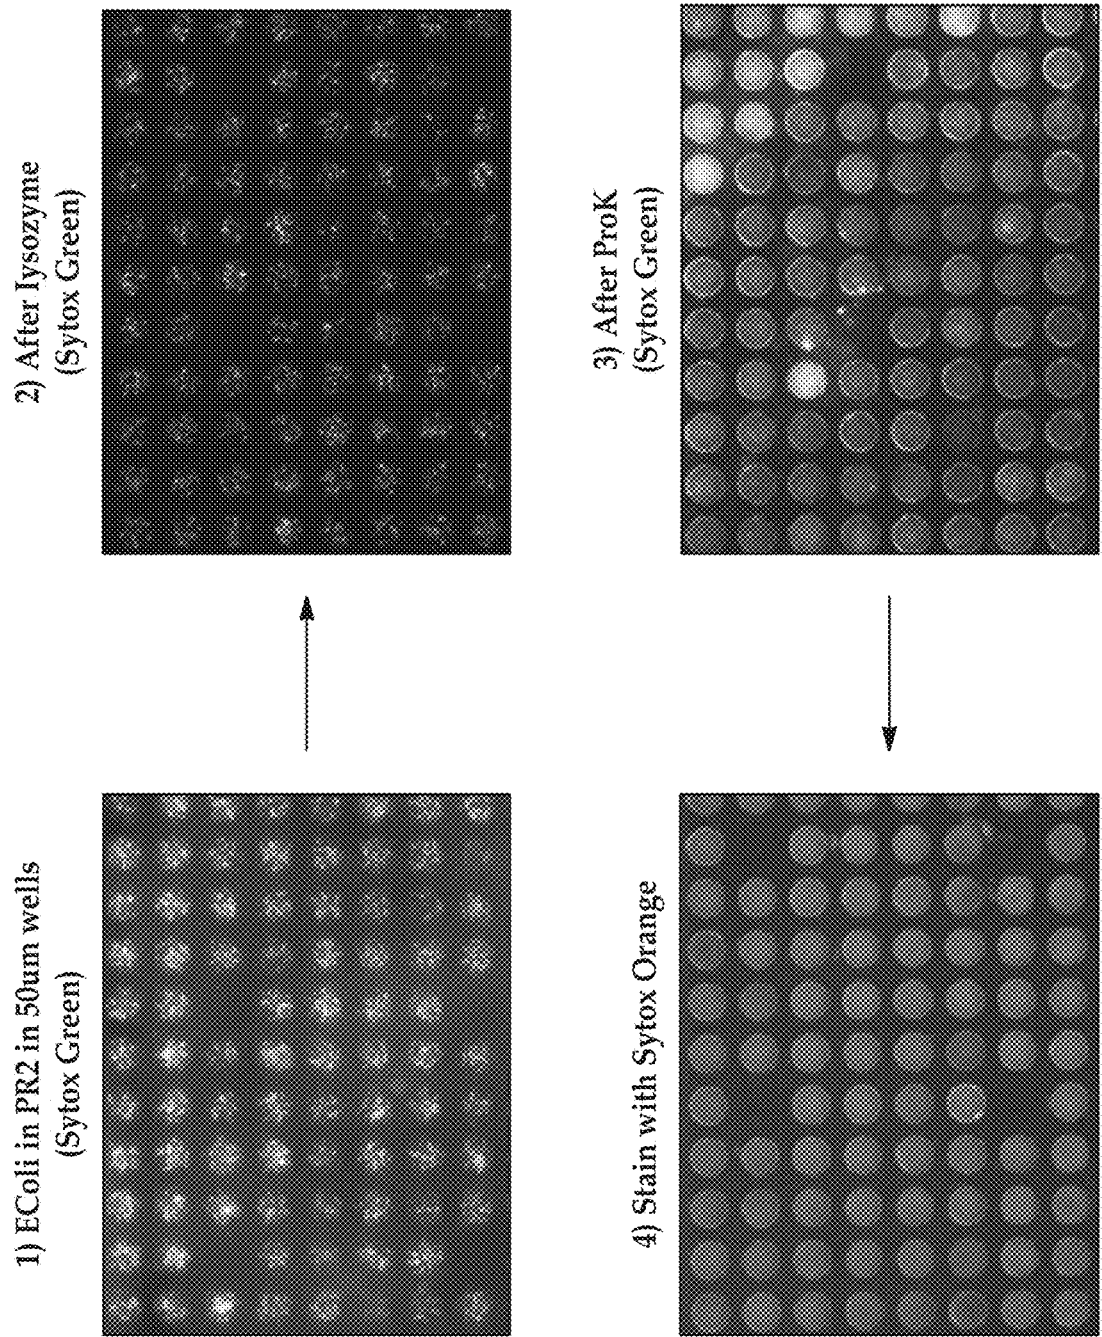 1) EColi in PR2 in 50um wells
(Sytox Green)
2) After lysozyme
(Sytox Green)
3) After ProK
(Sytox Green)
4) Stain with Sytox Orange